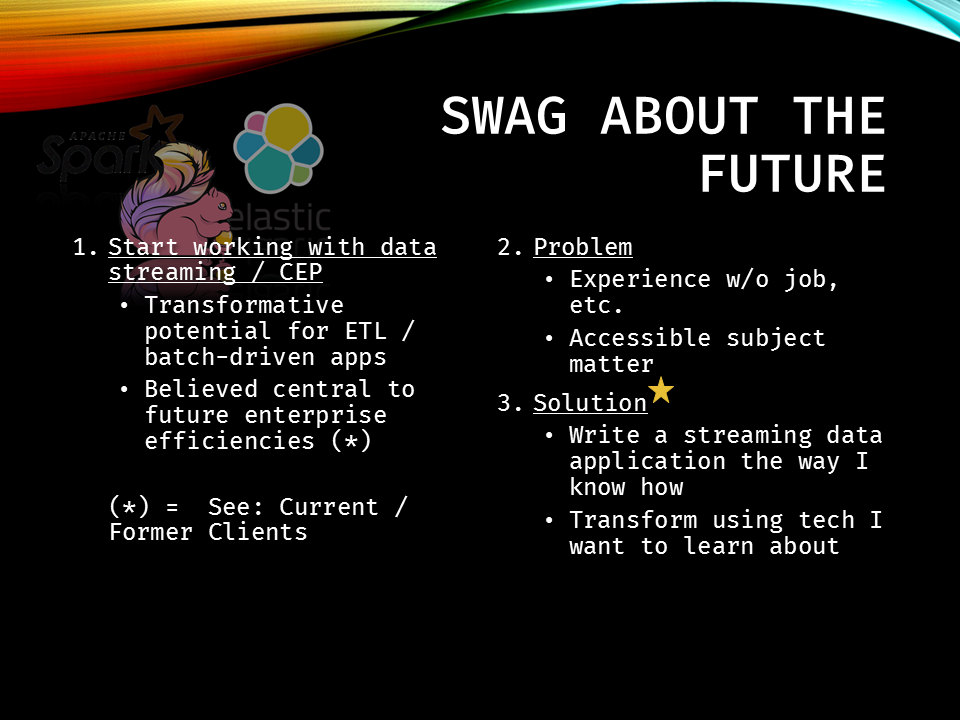 SWAG ABOUT THE
FUTURE
APACHE
Spark
elastic
1. Start working with data
streaming / CEP
• Transformative
potential for ETL /
batch-driven apps
• Believed central to
future enterprise
efficiencies (*)
(*) =  See: Current /
Former Clients
2. Problem
• Experience w/o job,
etc.
• Accessible subject
matter
3. Solution
• Write a streaming data
application the way I
know how
• Transform using tech I
want to learn about